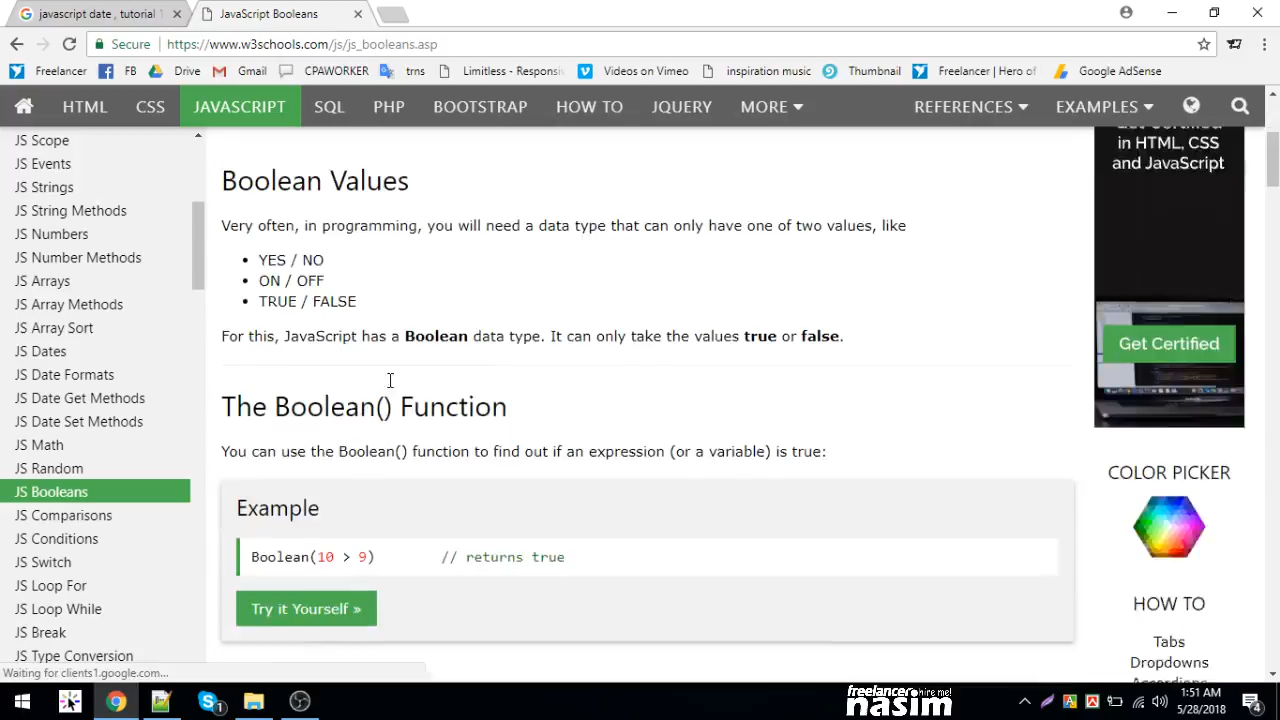 javascript date , tutorial
JavaScript Booleans
Secure
https://www.w3schools.com/js/js_booleans.asp
Freelancer
FB
Drive
Gmail
CPAWORKER
trns
Limitless - Responsi
Videos on Vimeo
inspiration music
Thumbnail
Freelancer | Hero of
Google AdSense
HTML
CSS
JAVASCRIPT
SQL
PHP
BOOTSTRAP
HOW TO
JQUERY
MORE
REFERENCES
EXAMPLES
JS Scope
JS Events
JS Strings
JS String Methods
JS Numbers
JS Number Methods
JS Arrays
JS Array Methods
JS Array Sort
JS Dates
JS Date Formats
JS Date Get Methods
JS Date Set Methods
JS Math
JS Random
JS Booleans
JS Comparisons
JS Conditions
JS Switch
JS Loop For
JS Loop While
JS Break
JS Type Conversion
Boolean Values
Very often, in programming, you will need a data type that can only have one of two values, like
• YES / NO
• ON / OFF
• TRUE / FALSE
For this, JavaScript has a Boolean data type. It can only take the values true or false.
The Boolean() Function
You can use the Boolean() function to find out if an expression (or a variable) is true:
Example
Boolean(10 > 9) // returns true
Try it Yourself »
Get Certified
in HTML, CSS
and JavaScript
Get Certified
COLOR PICKER
HOW TO
Tabs
Dropdowns
Accordions
Waiting for clients1.google.com...
freelancer hire me!
nasim
1:51 AM
5/28/2018